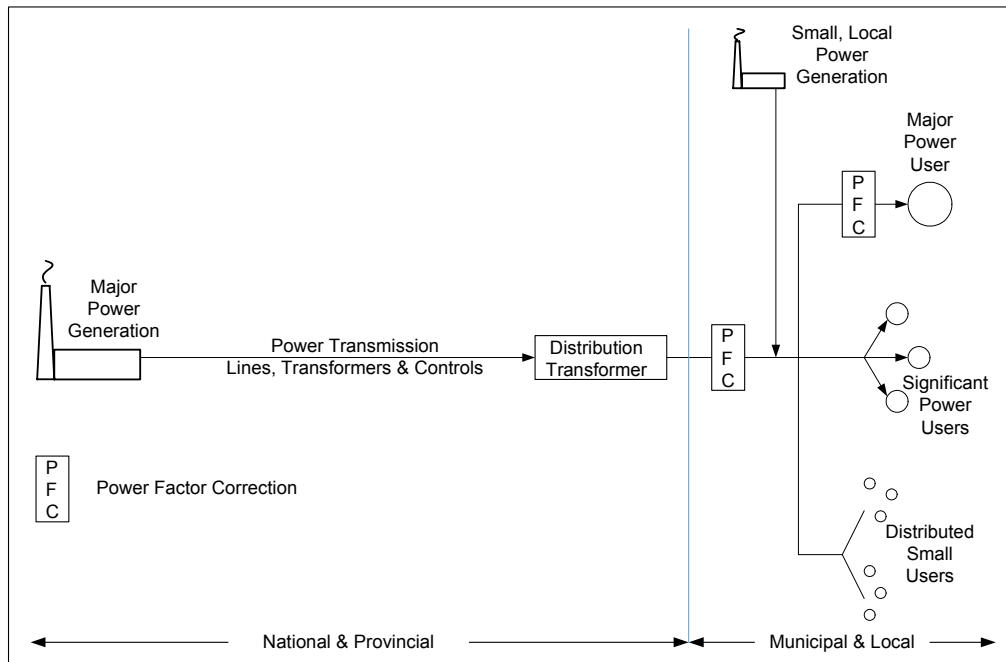 Small, Local
Power
Generation
Major
Power
User
P
F
C
Major
Power
Generation
Power Transmission
Lines, Transformers & Controls
Distribution
Transformer
P
F
C
Significant
Power
Users
P
F
C
Power Factor Correction
Distributed
Small
Users
National & Provincial
Municipal & Local